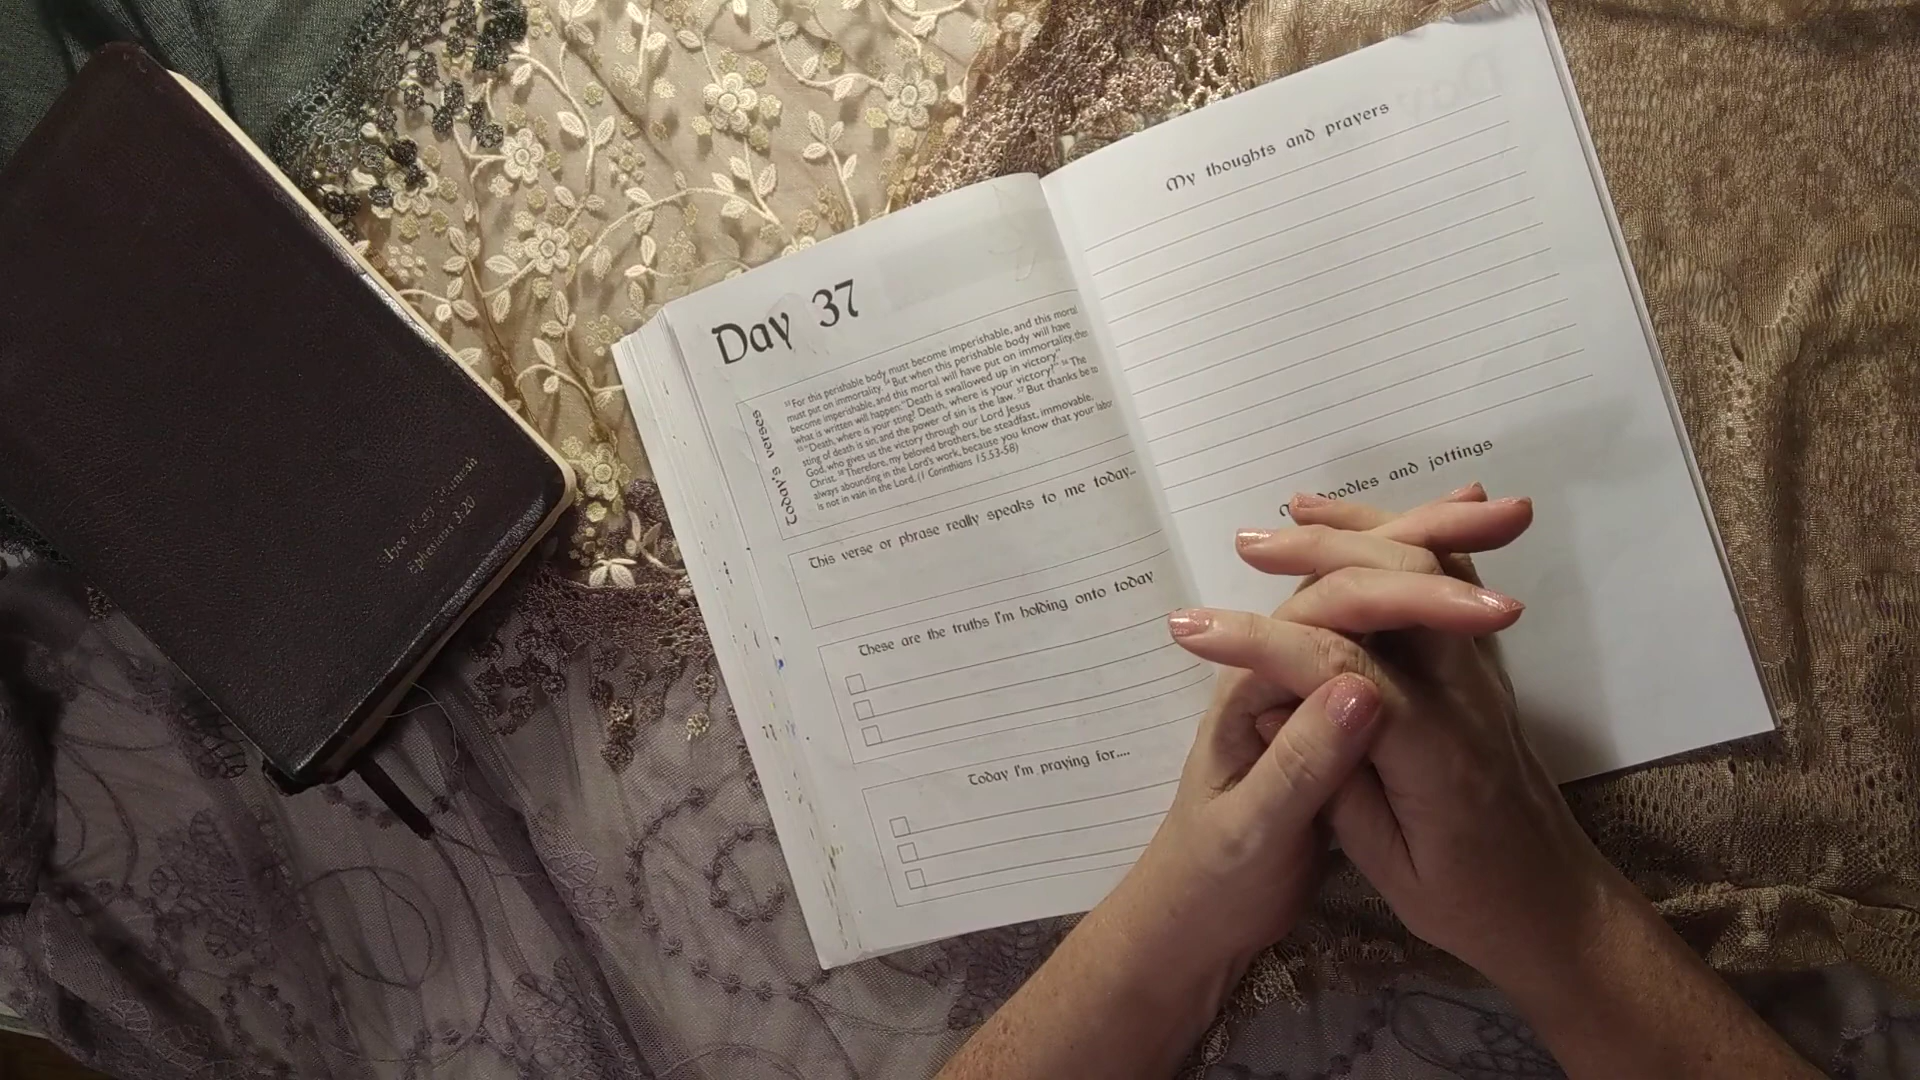 Ephesians 3:20
Day 37
Today's verses
53 For this perishable body must become imperishable, and this mortal
must put on immortality. 54 But when this perishable body will have
become imperishable, and this mortal will have put on immortality, then
what is written will happen: "Death is swallowed up in victory."
55 "Death, where is your sting? Death, where is your victory?" 56 The
sting of death is sin, and the power of sin is the law. 57 But thanks be to
God, who gives us the victory through our Lord Jesus
Christ. 58 Therefore, my beloved brothers, be steadfast, immovable,
always abounding in the Lord's work, because you know that your labor
is not in vain in the Lord. (1 Corinthians 15.53-58)
This verse or phrase really speaks to me today..
These are the truths I'm holding onto today
Today I'm praying for....
My thoughts and prayers
doodles and jottings